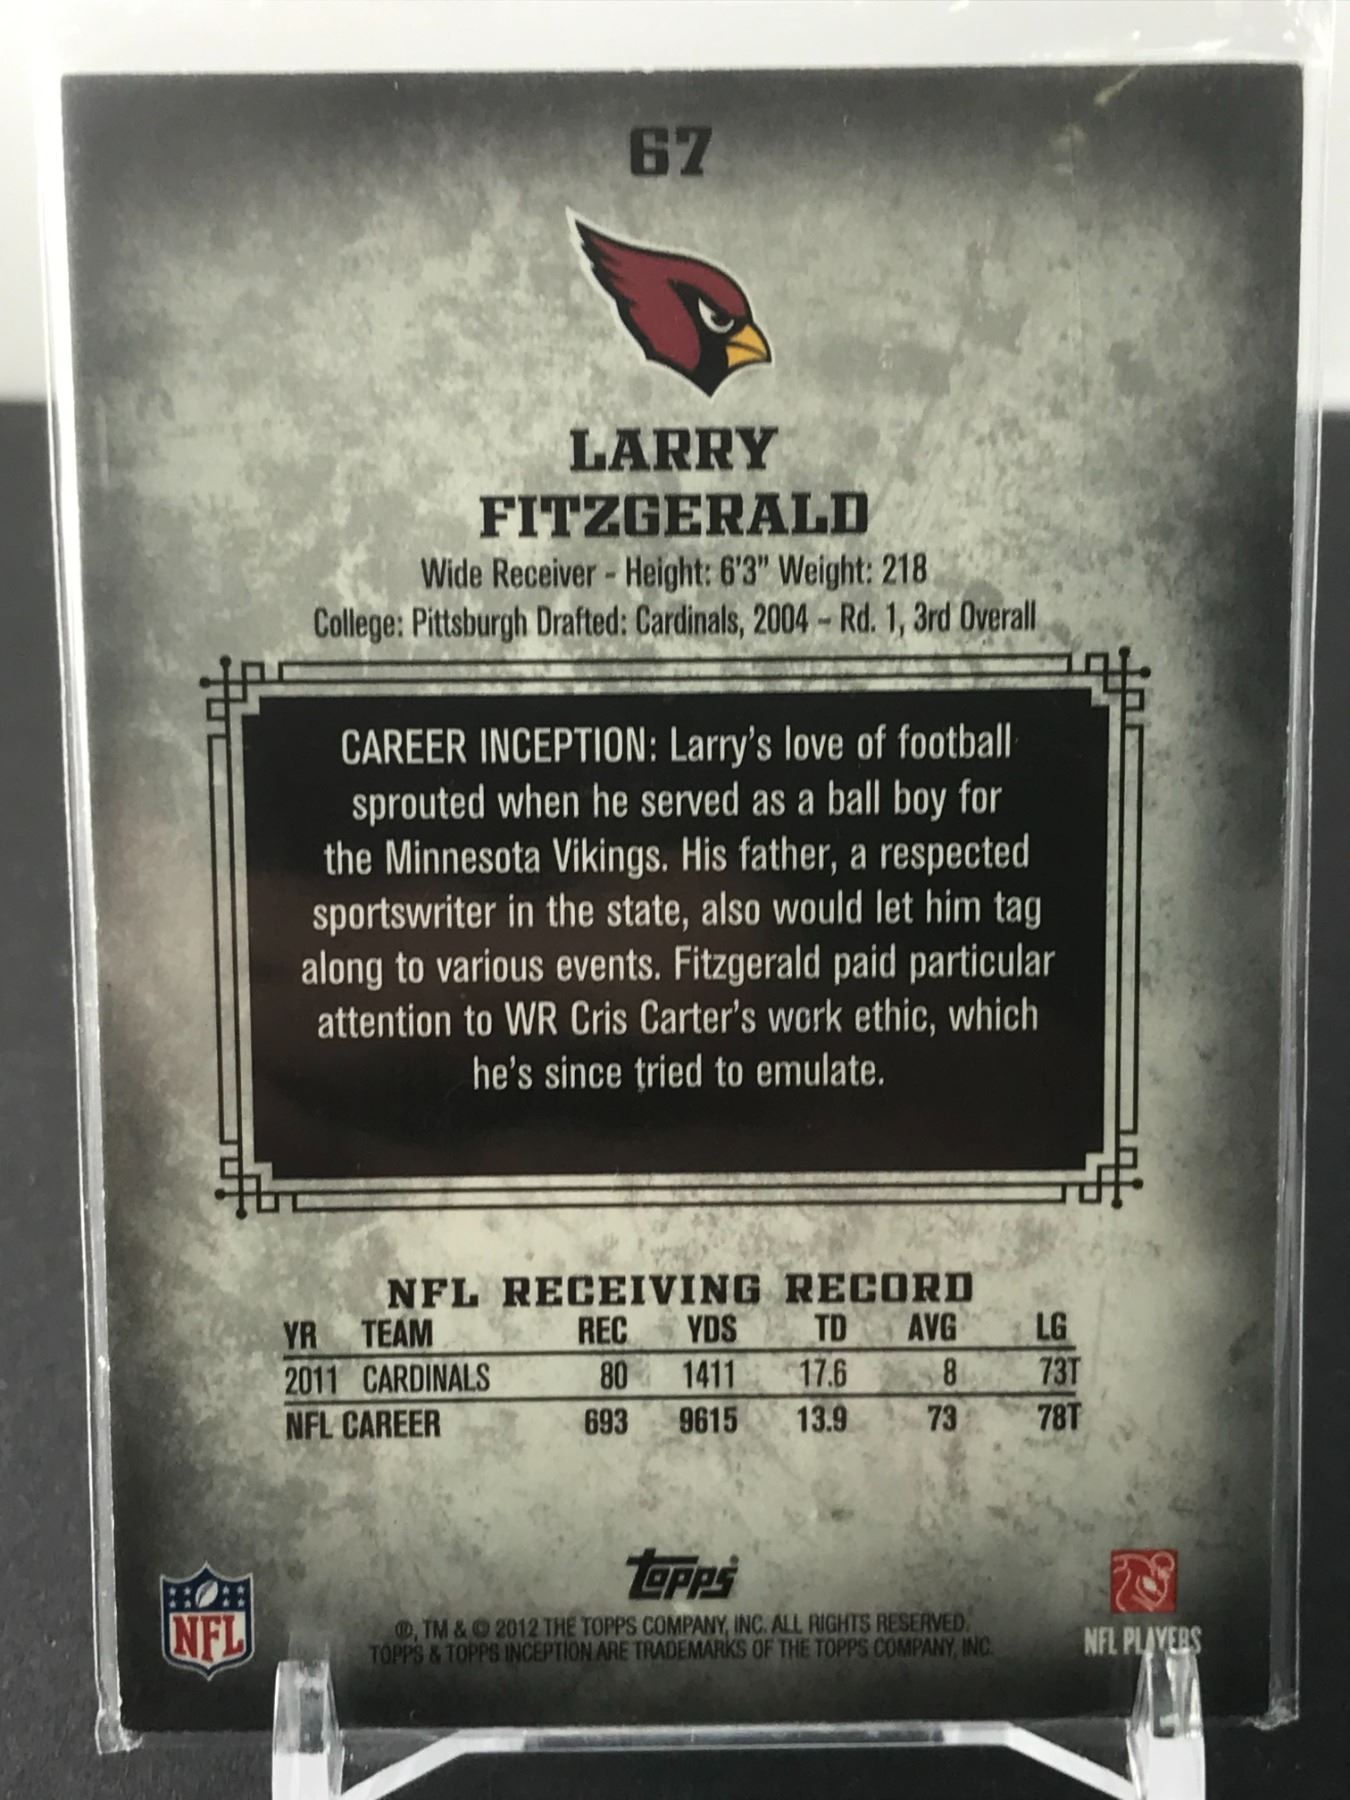 67
LARRY
FITZGERALD
Wide Receiver - Height: 6'3" Weight: 218
College: Pittsburgh Drafted: Cardinals, 2004 – Rd. 1, 3rd Overall
CAREER INCEPTION: Larry's love of football
sprouted when he served as a ball boy for
the Minnesota Vikings. His father, a respected
sportswriter in the state, also would let him tag
along to various events. Fitzgerald paid particular
attention to WR Cris Carter's work ethic, which
he's since tried to emulate.
NFL RECEIVING RECORD
YR TEAM REC YDS TD AVG LG
2011 CARDINALS 80 1411 17.6 8 73T
NFL CAREER 693 9615 13.9 73 78T
Topps
®, TM & © 2012 THE TOPPS COMPANY, INC. ALL RIGHTS RESERVED.
TOPPS & TOPPS INCEPTION ARE TRADEMARKS OF THE TOPPS COMPANY, INC.
NFL
NFL PLAYERS